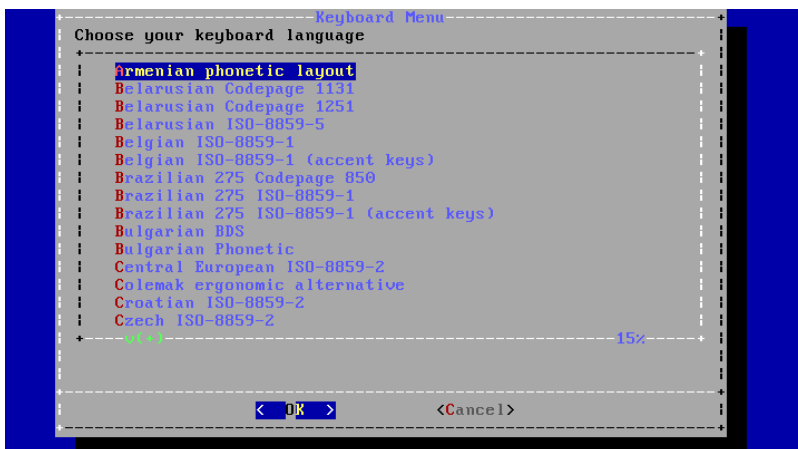 Keyboard Menu
Choose your keyboard language
Armenian phonetic layout
Belarusian Codepage 1131
Belarusian Codepage 1251
Belarusian ISO-8859-5
Belgian ISO-8859-1
Belgian ISO-8859-1 (accent keys)
Brazilian 275 Codepage 850
Brazilian 275 ISO-8859-1
Brazilian 275 ISO-8859-1 (accent keys)
Bulgarian BDS
Bulgarian Phonetic
Central European ISO-8859-2
Colemak ergonomic alternative
Croatian ISO-8859-2
Czech ISO-8859-2
v(+) 15%
< OK > <Cancel>